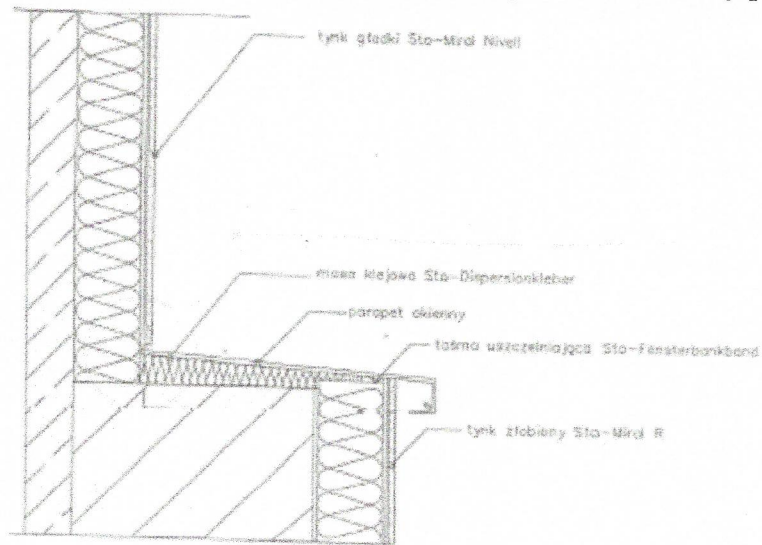 tynk gładki Sto-Miral Nivell
masa klejowa Sto-Dispersionkleber
parapet okienny
taśma uszczelniająca Sto-Fensterbankband
tynk żłobiony Sto-Miral R